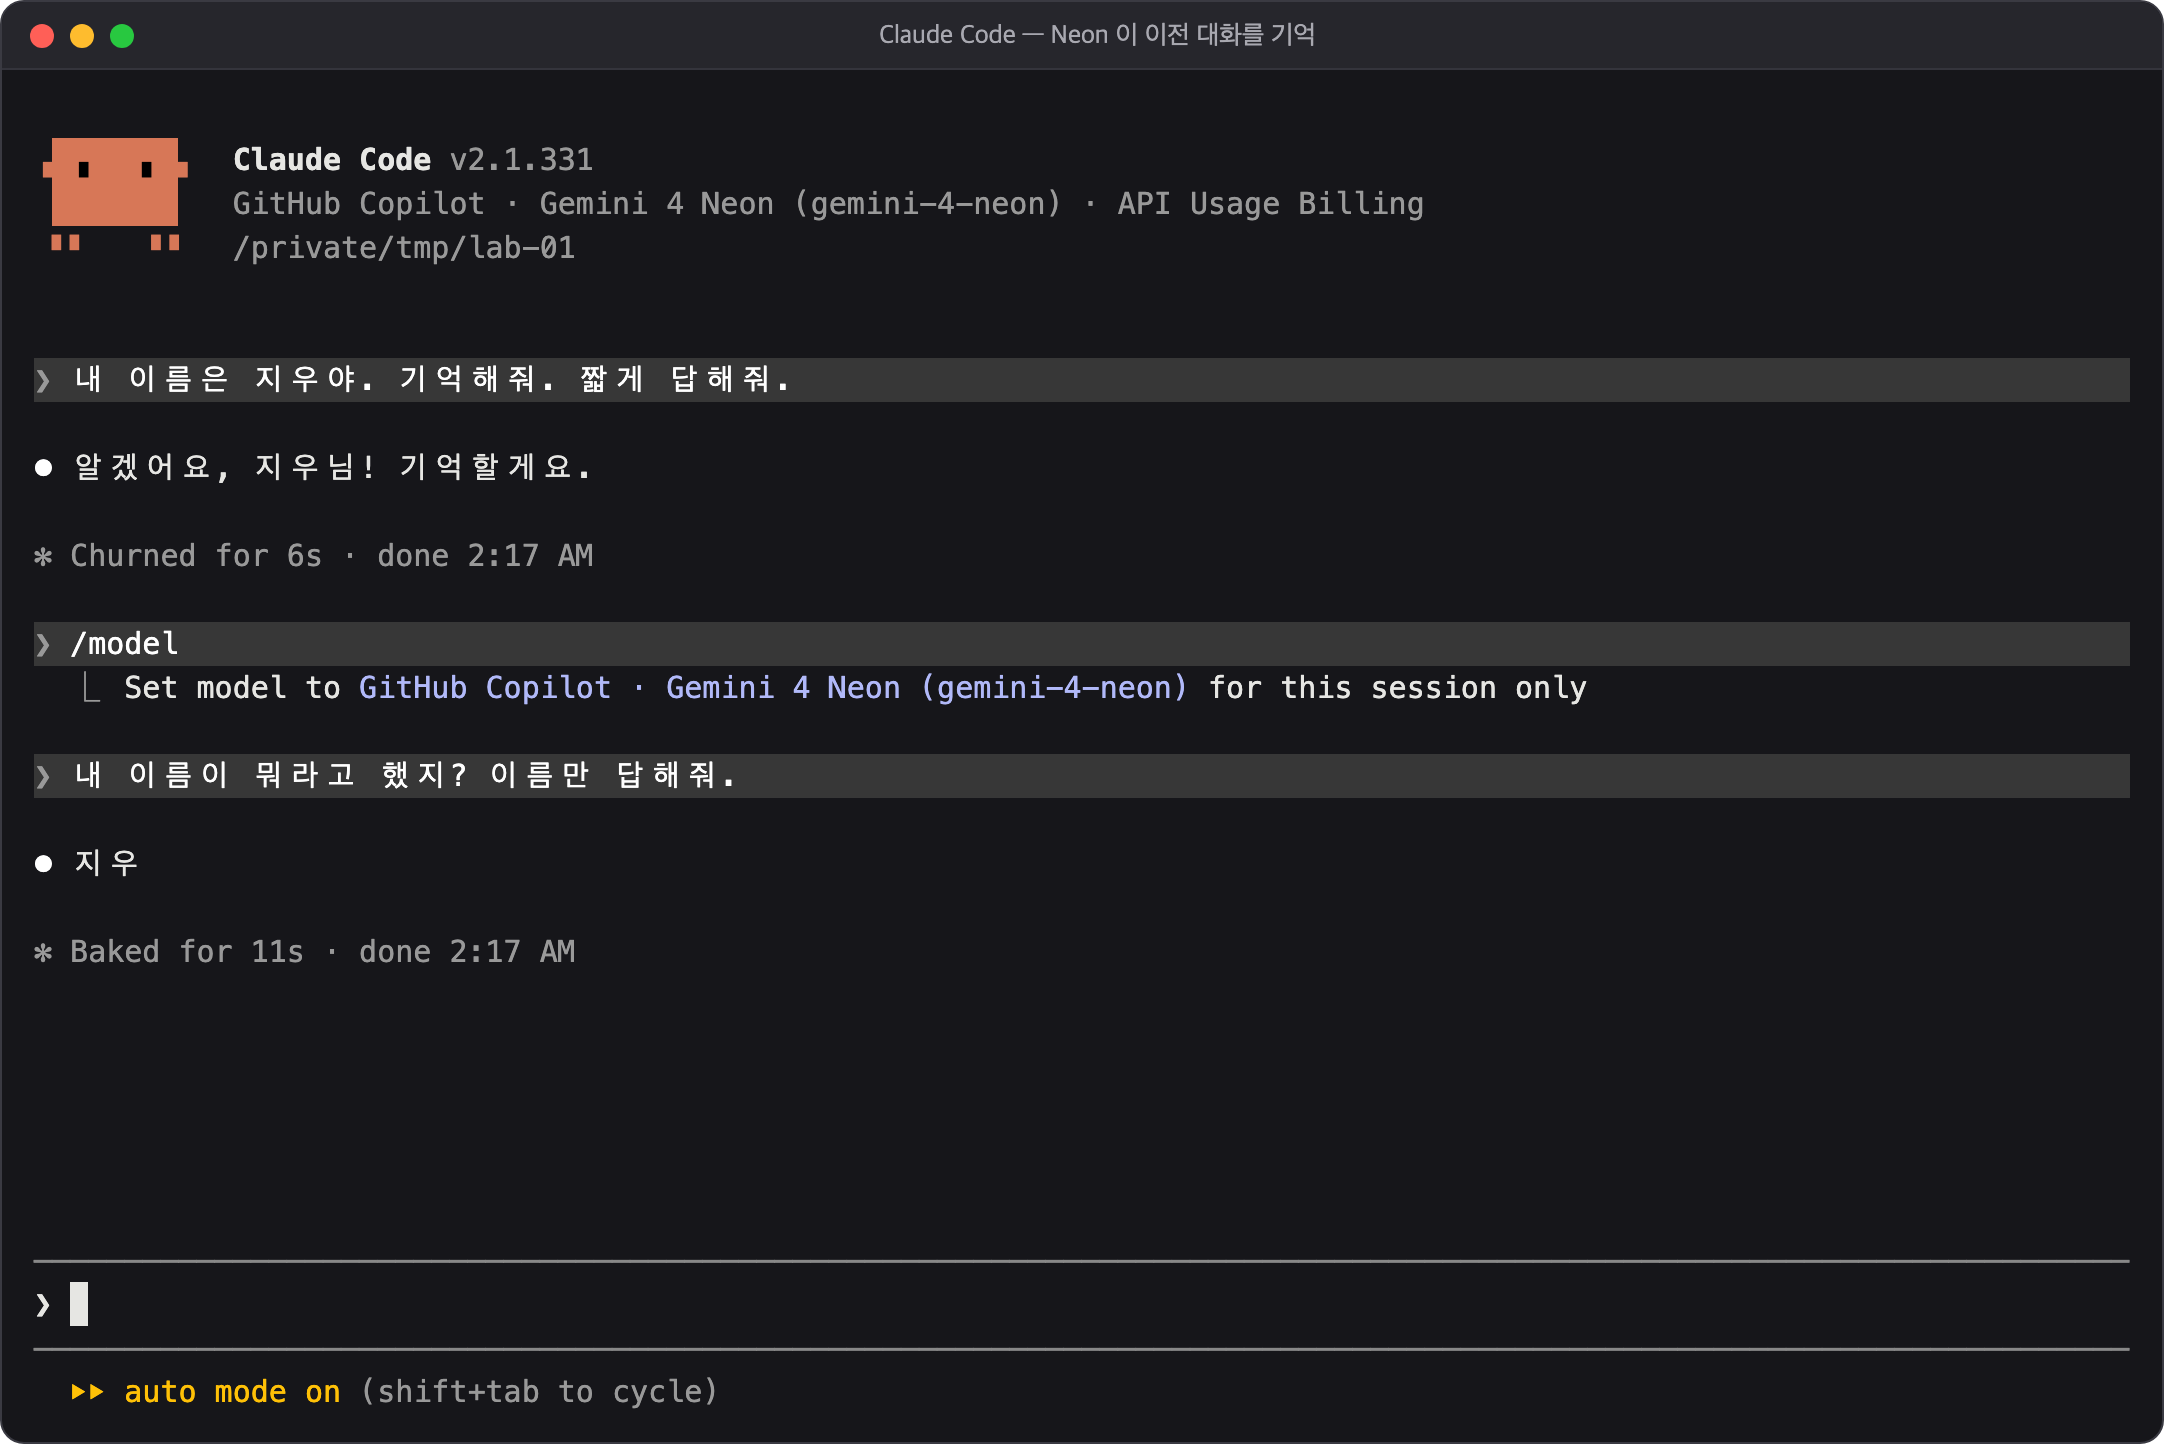 Claude Code — Neon 이 이전 대화를 기억
Claude Code v2.1.331
GitHub Copilot · Gemini 4 Neon (gemini-4-neon) · API Usage Billing
/private/tmp/lab-01
❯ 내 이름은 지우야. 기억해줘. 짧게 답해줘.
● 알겠어요, 지우님! 기억할게요.
✻ Churned for 6s · done 2:17 AM
❯ /model
⎿ Set model to GitHub Copilot · Gemini 4 Neon (gemini-4-neon) for this session only
❯ 내 이름이 뭐라고 했지? 이름만 답해줘.
● 지우
✻ Baked for 11s · done 2:17 AM
❯
⏵⏵ auto mode on (shift+tab to cycle)